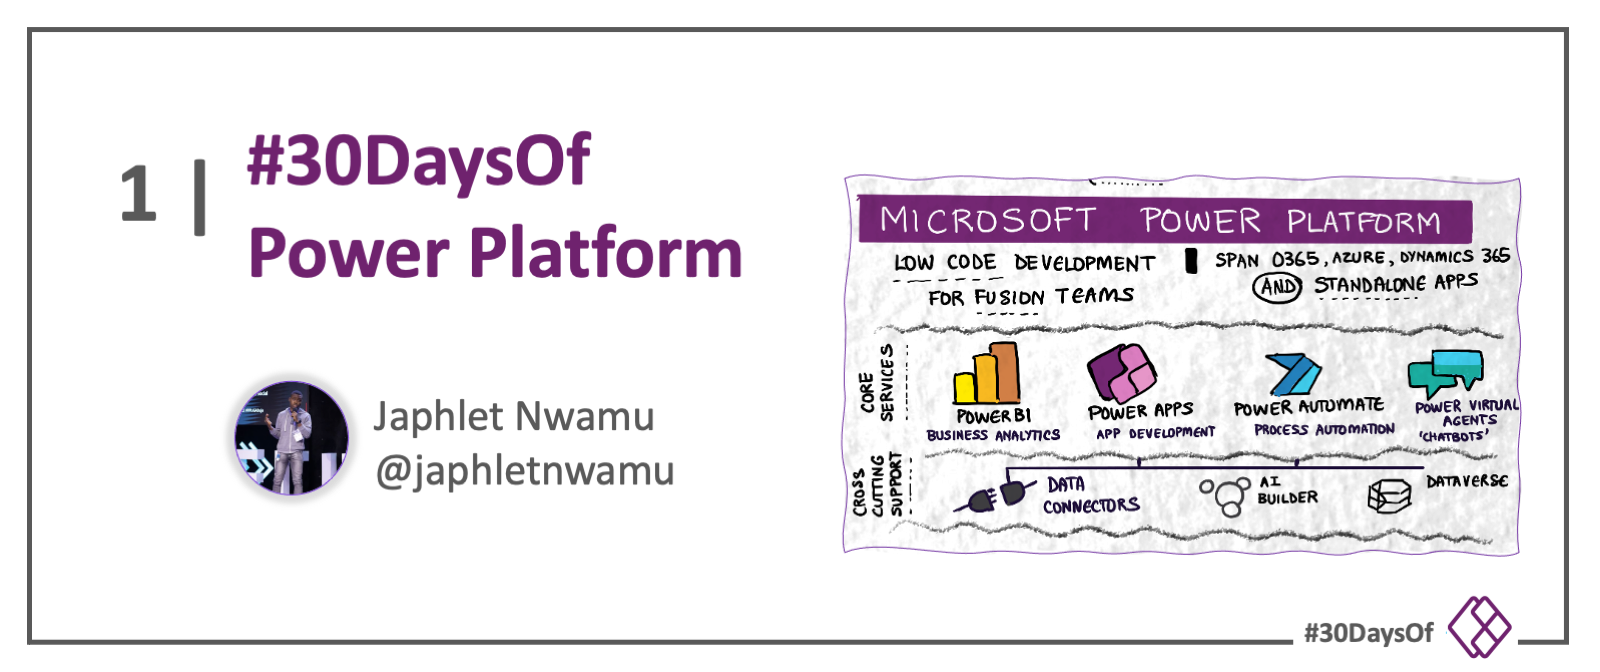 1 |
#30DaysOf
Power Platform
Japhlet Nwamu
@japhletnwamu
MICROSOFT POWER PLATFORM
LOW CODE DEVELOPMENT
FOR FUSION TEAMS
SPAN O365, AZURE, DYNAMICS 365
AND STANDALONE APPS
CORE
SERVICES
POWER BI
BUSINESS ANALYTICS
POWER APPS
APP DEVELOPMENT
POWER AUTOMATE
PROCESS AUTOMATION
POWER VIRTUAL
AGENTS
'CHATBOTS'
CROSS
CUTTING
SUPPORT
DATA
CONNECTORS
AI
BUILDER
DATAVERSE
#30DaysOf